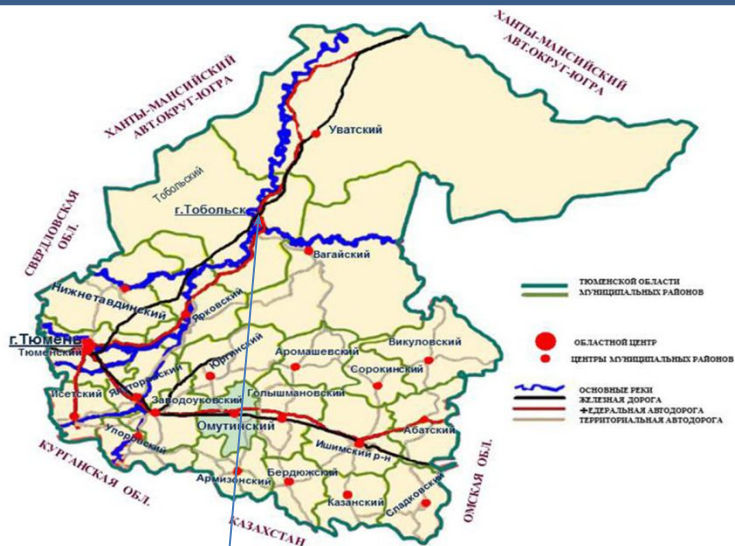 ХАНТЫ-МАНСИЙСКИЙ
АВТ.ОКРУГ-ЮГРА
ХАНТЫ-МАНСИЙСКИЙ
АВТ.ОКРУГ-ЮГРА
Уватский
Тобольский
СВЕРДЛОВСКАЯ
ОБЛ.
г.Тобольск
Вагайский
Нижнетавдинский
Ярковский
г.Тюмень
Тюменский
Юргинский
Аромашевский
Викуловский
Сорокинский
Исетский
Ялуторовский
Заводоуковский
Голышмановский
Омутинский
Упоровский
Абатский
Ишимский р-н
Армизонский
Бердюжский
Казанский
Сладковский
КУРГАНСКАЯ ОБЛ.
КАЗАХСТАН
ОМСКАЯ ОБЛ.
ТЮМЕНСКОЙ ОБЛАСТИ
МУНИЦИПАЛЬНЫХ РАЙОНОВ
ОБЛАСТНОЙ ЦЕНТР
ЦЕНТРЫ МУНИЦИПАЛЬНЫХ РАЙОНОВ
ОСНОВНЫЕ РЕКИ
ЖЕЛЕЗНАЯ ДОРОГА
ФЕДЕРАЛЬНАЯ АВТОДОРОГА
ТЕРРИТОРИАЛЬНАЯ АВТОДОРОГА